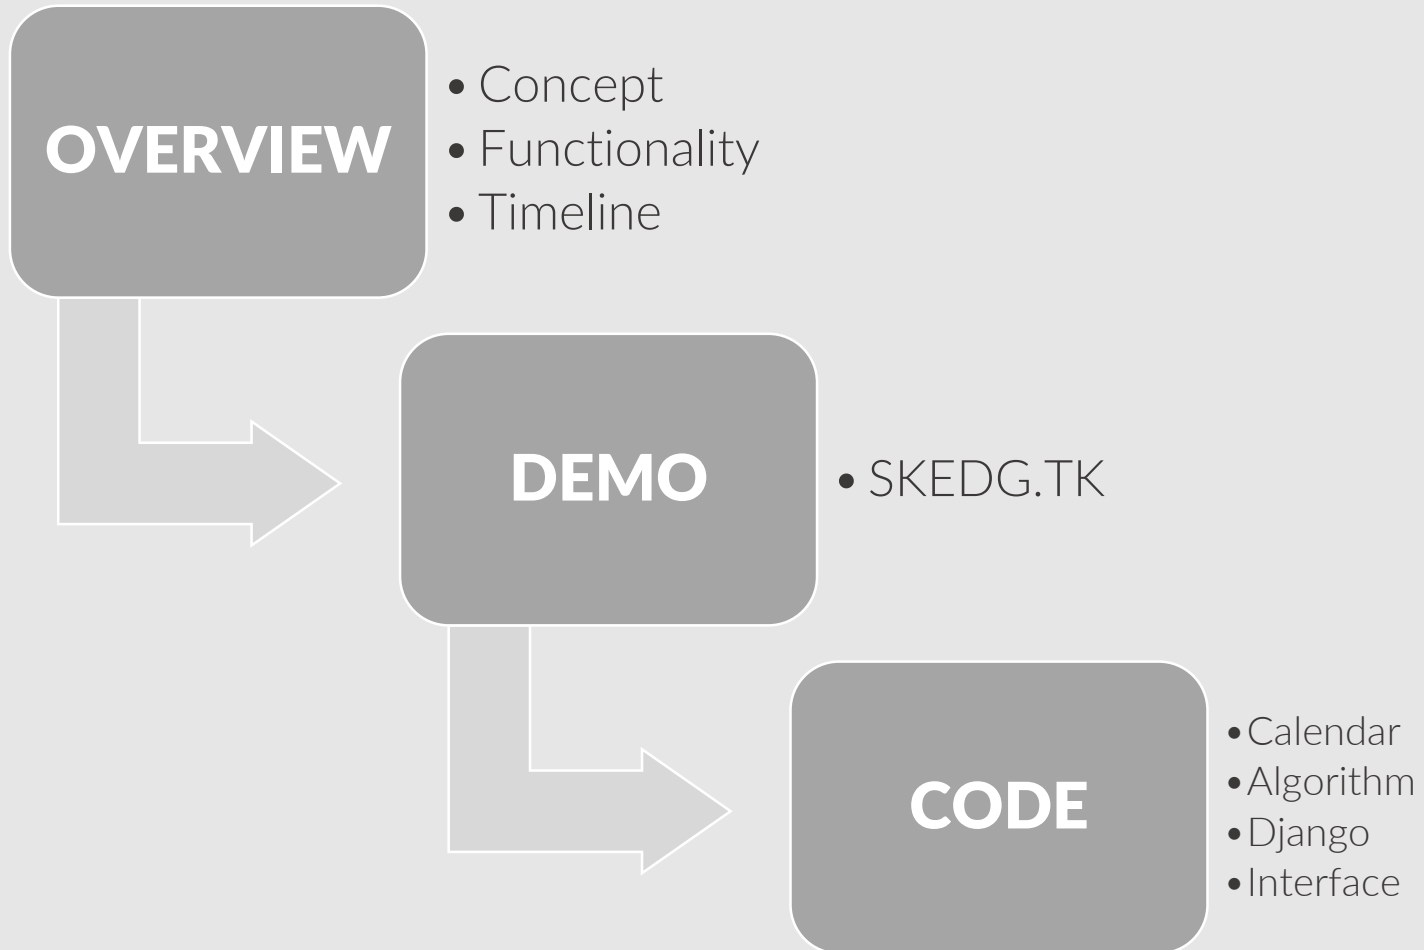 OVERVIEW
• Concept
• Functionality
• Timeline
DEMO
• SKEDG.TK
CODE
• Calendar
• Algorithm
• Django
• Interface